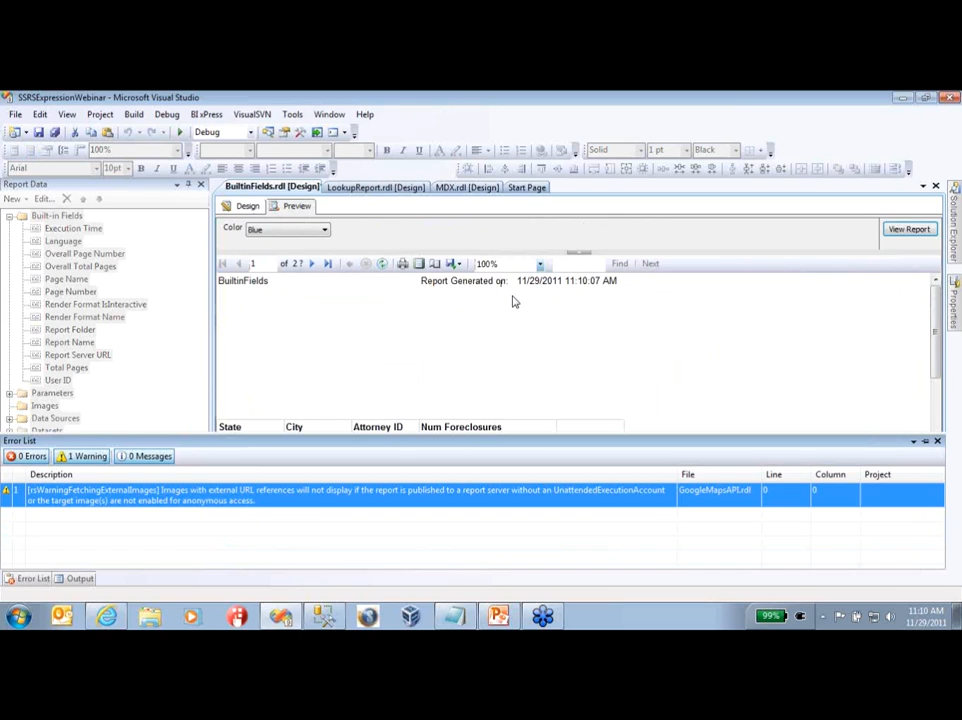 SSRSExpressionWebinar - Microsoft Visual Studio
File Edit View Project Build Debug BI xPress VisualSVN Tools Window Help
Debug
100% Solid 1 pt Black
Arial 10pt
Report Data
BuiltinFields.rdl [Design] LookupReport.rdl [Design] MDX.rdl [Design] Start Page
New Edit...
Design Preview
Built-in Fields
Execution Time
Language
Overall Page Number
Overall Total Pages
Page Name
Page Number
Render Format IsInteractive
Render Format Name
Report Folder
Report Name
Report Server URL
Total Pages
User ID
Parameters
Images
Data Sources
Datasets
Color Blue View Report
1 of 2 ? 100% Find Next
BuiltinFields Report Generated on: 11/29/2011 11:10:07 AM
State City Attorney ID Num Foreclosures
Solution Explorer
Properties
Error List
0 Errors 1 Warning 0 Messages
Description File Line Column Project
1 [rsWarningFetchingExternalImages] Images with external URL references will not display if the report is published to a report server without an UnattendedExecutionAccount GoogleMapsAPI.rdl 0 0
or the target image(s) are not enabled for anonymous access.
Error List Output
99% 11:10 AM
11/29/2011